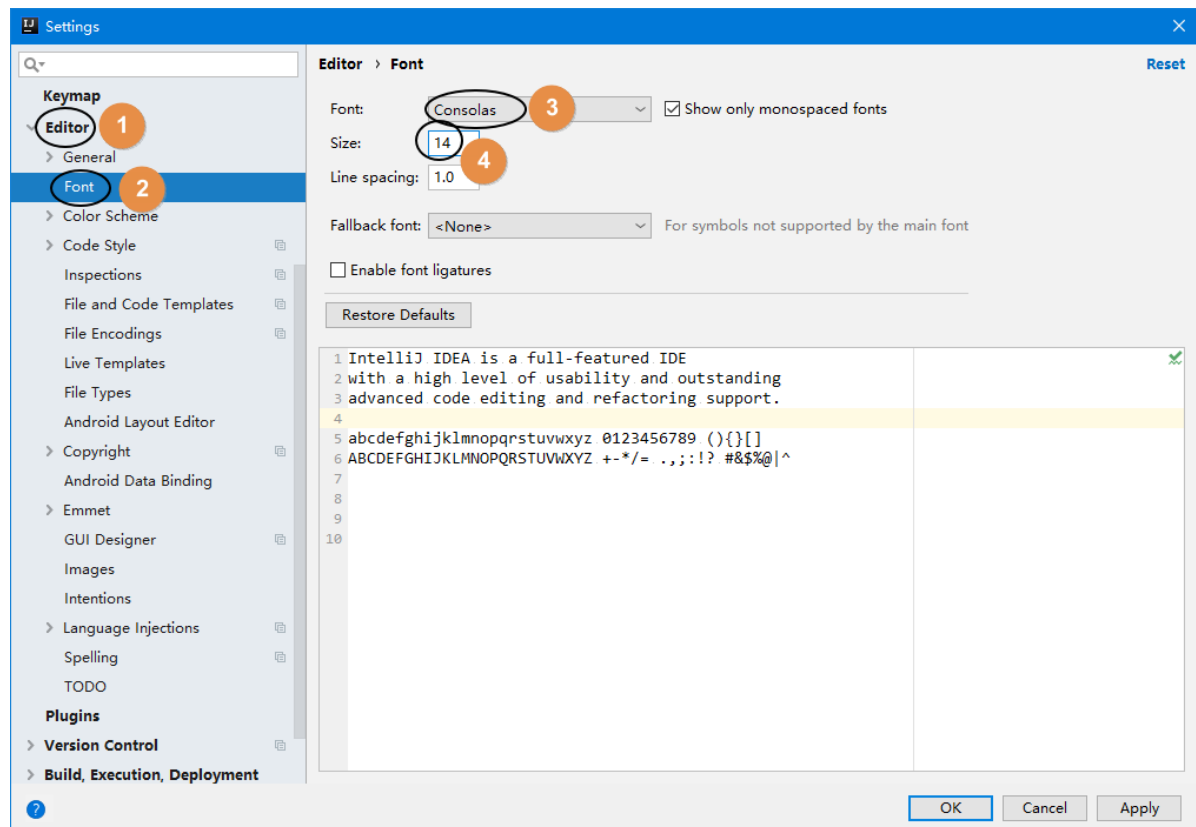 Settings
Keymap
Editor 1
General
Font 2
Color Scheme
Code Style
Inspections
File and Code Templates
File Encodings
Live Templates
File Types
Android Layout Editor
Copyright
Android Data Binding
Emmet
GUI Designer
Images
Intentions
Language Injections
Spelling
TODO
Plugins
Version Control
Build, Execution, Deployment
Editor > Font Reset
Font: Consolas 3 Show only monospaced fonts
Size: 14 4
Line spacing: 1.0
Fallback font: <None> For symbols not supported by the main font
Enable font ligatures
Restore Defaults
1 IntelliJ IDEA is a full-featured IDE
2 with a high level of usability and outstanding
3 advanced code editing and refactoring support.
4
5 abcdefghijklmnopqrstuvwxyz 0123456789 (){}[]
6 ABCDEFGHIJKLMNOPQRSTUVWXYZ +-*/= .,;:!? #&$%@|^
7
8
9
10
? OK Cancel Apply